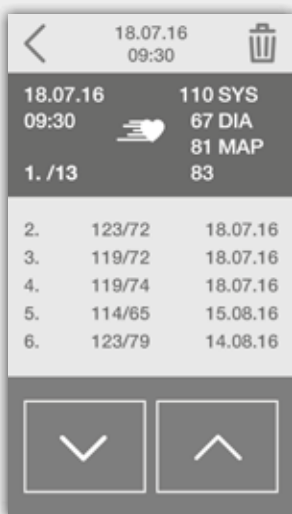 18.07.16
09:30
18.07.16 110 SYS
09:30 67 DIA
81 MAP
1. /13 83
2. 123/72 18.07.16
3. 119/72 18.07.16
4. 119/74 18.07.16
5. 114/65 15.08.16
6. 123/79 14.08.16